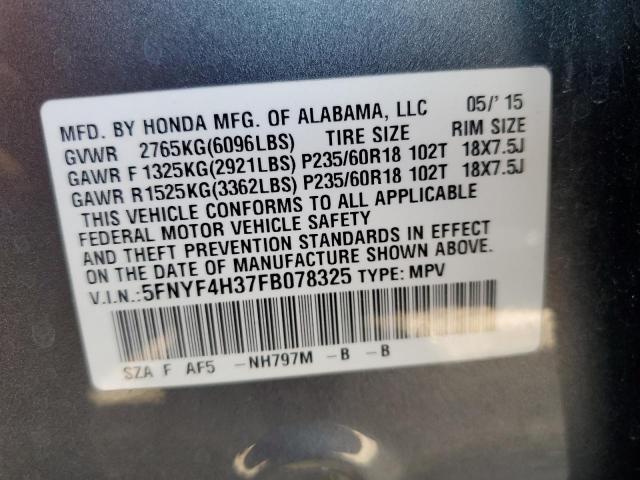 MFD. BY HONDA MFG. OF ALABAMA, LLC 05/'15
GVWR 2765KG(6096LBS) TIRE SIZE RIM SIZE
GAWR F 1325KG(2921LBS) P235/60R18 102T 18X7.5J
GAWR R1525KG(3362LBS) P235/60R18 102T 18X7.5J
THIS VEHICLE CONFORMS TO ALL APPLICABLE
FEDERAL MOTOR VEHICLE SAFETY
AND THEFT PREVENTION STANDARDS IN EFFECT
ON THE DATE OF MANUFACTURE SHOWN ABOVE.
V.I.N.:5FNYF4H37FB078325 TYPE: MPV
SZA F AF5 -NH797M -B -B